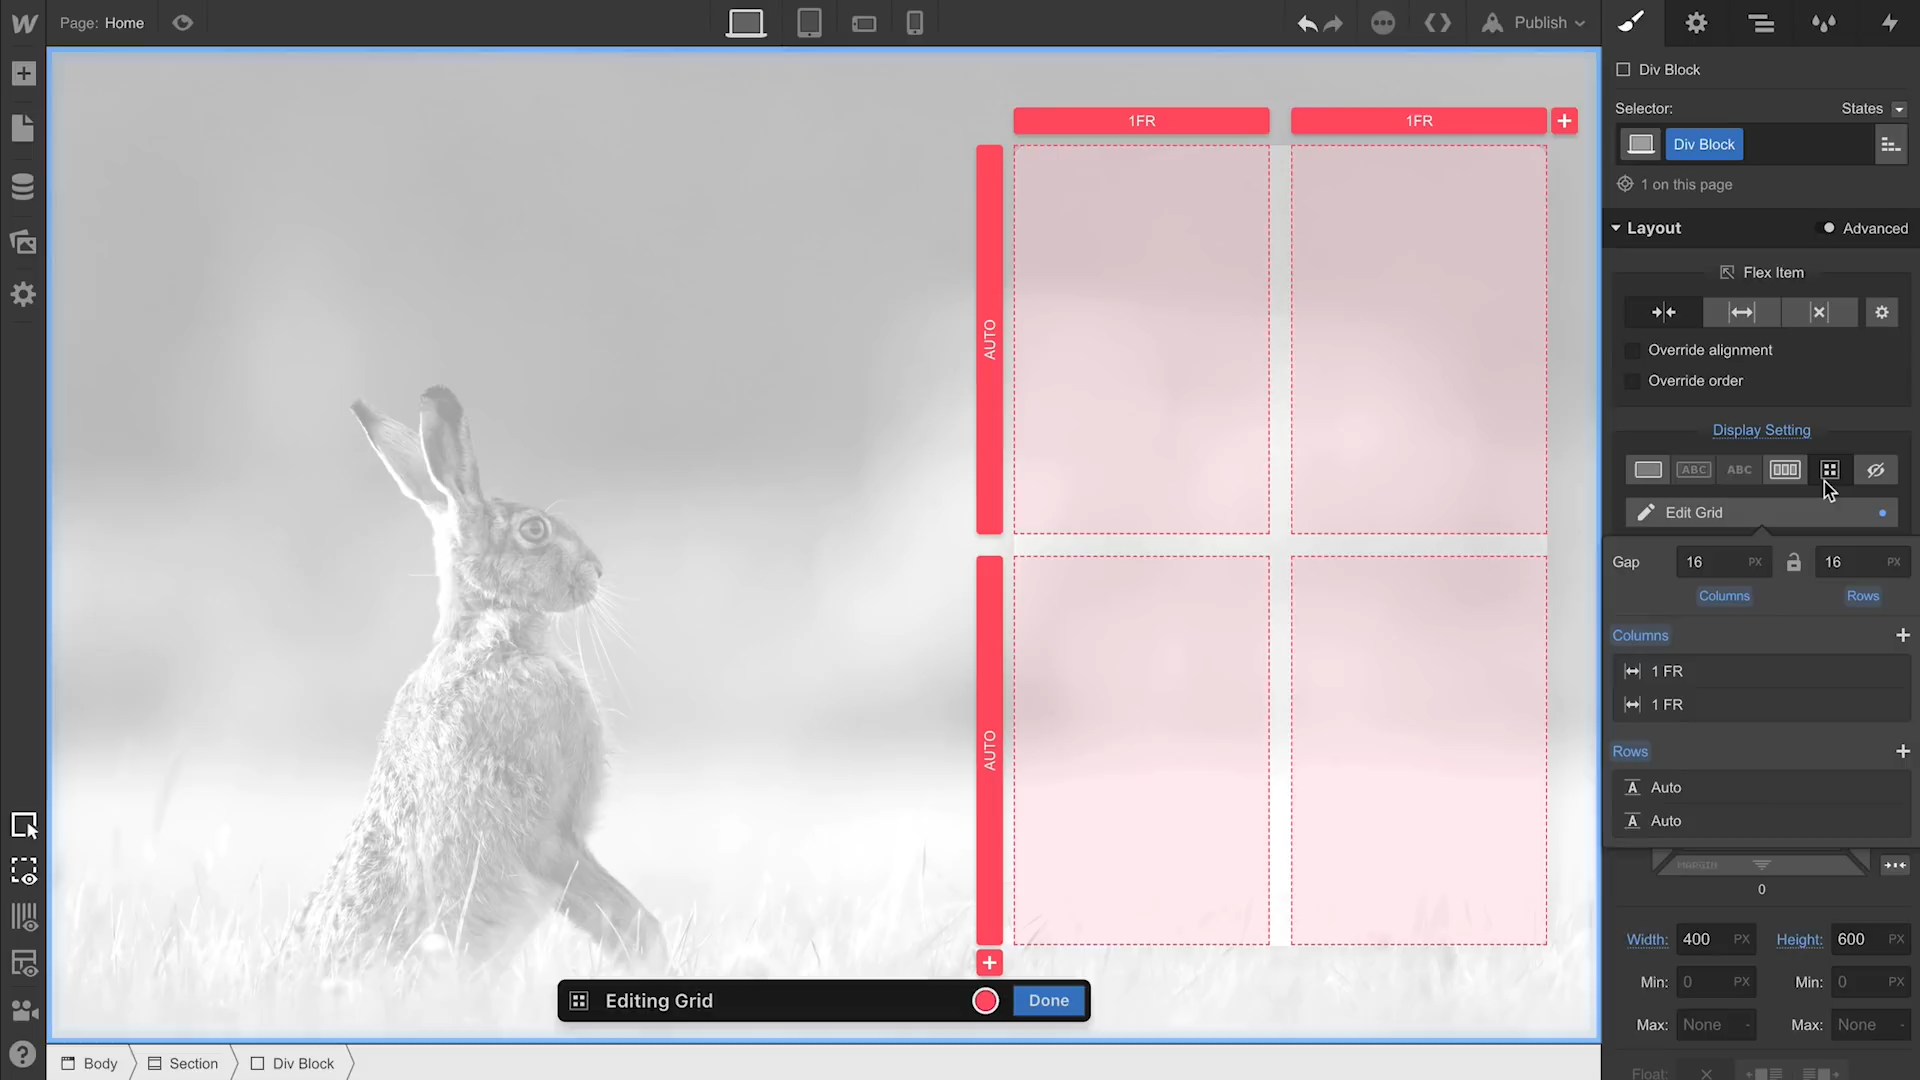 Page: Home
Publish
Div Block
Selector:
States
Div Block
1 on this page
Layout
Advanced
Flex Item
Override alignment
Override order
Display Setting
ABC
ABC
Edit Grid
Gap
16 PX
16 PX
Columns
Rows
Columns
1 FR
1 FR
Rows
A Auto
A Auto
MARGIN
0
Width: 400 PX
Height: 600 PX
Min: 0 PX
Min: 0 PX
Max: None -
Max: None -
Float:
1FR
1FR
AUTO
AUTO
Editing Grid
Done
Body
Section
Div Block